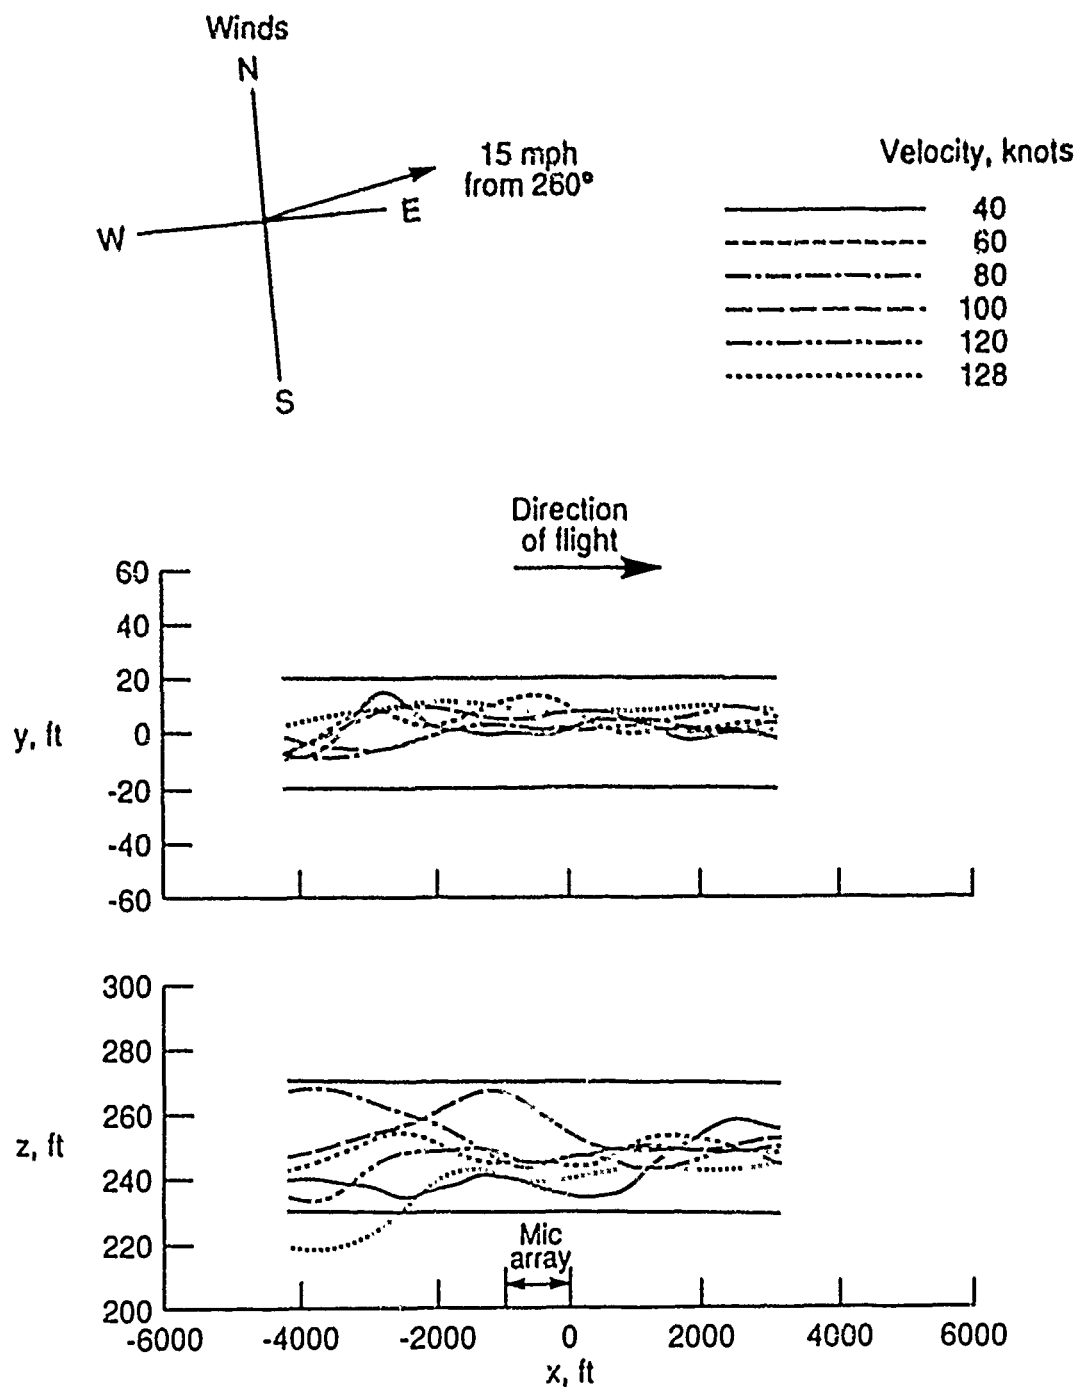 Winds
N
15 mph
from 260°
E
W
S
Velocity, knots
40
60
80
100
120
128
Direction
of flight
60
40
20
0
-20
-40
-60
y, ft
300
280
260
240
220
200
z, ft
Mic
array
-6000 -4000 -2000 0 2000 4000 6000
x, ft